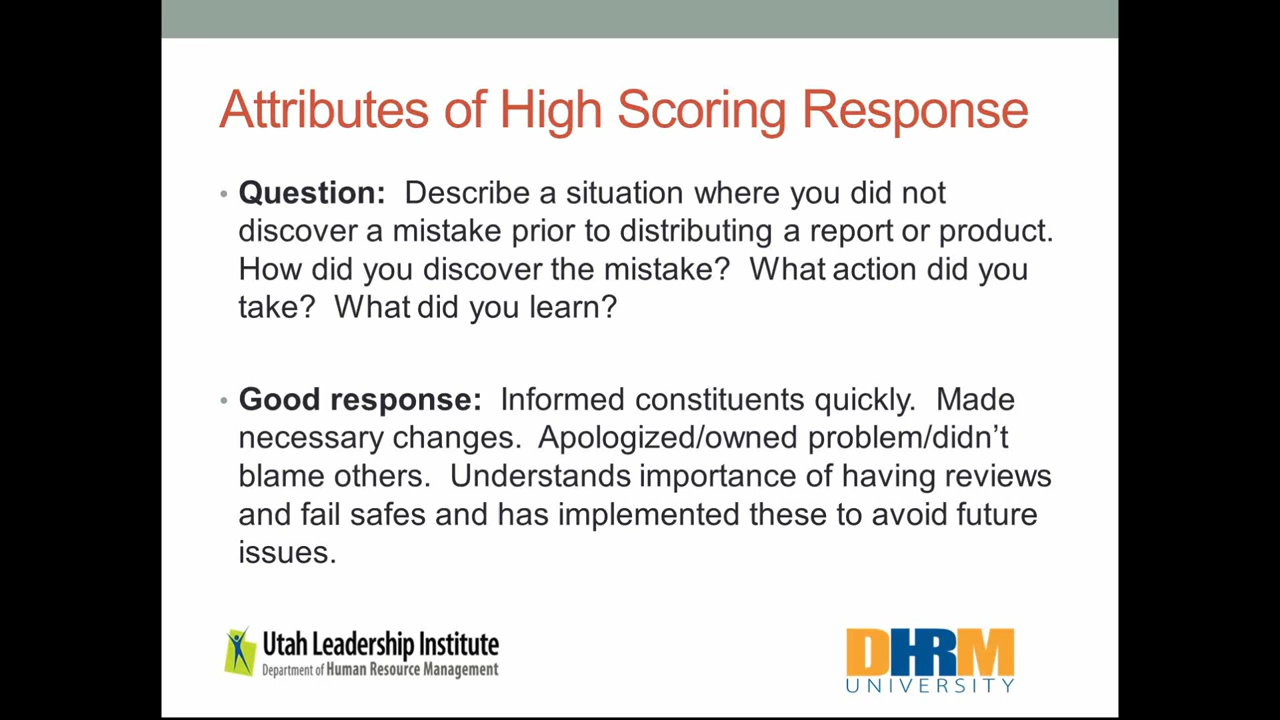 Attributes of High Scoring Response
• Question:  Describe a situation where you did not
discover a mistake prior to distributing a report or product.
How did you discover the mistake?  What action did you
take?  What did you learn?
• Good response:  Informed constituents quickly.  Made
necessary changes.  Apologized/owned problem/didn’t
blame others.  Understands importance of having reviews
and fail safes and has implemented these to avoid future
issues.
Utah Leadership Institute
Department of Human Resource Management
DHRM
UNIVERSITY